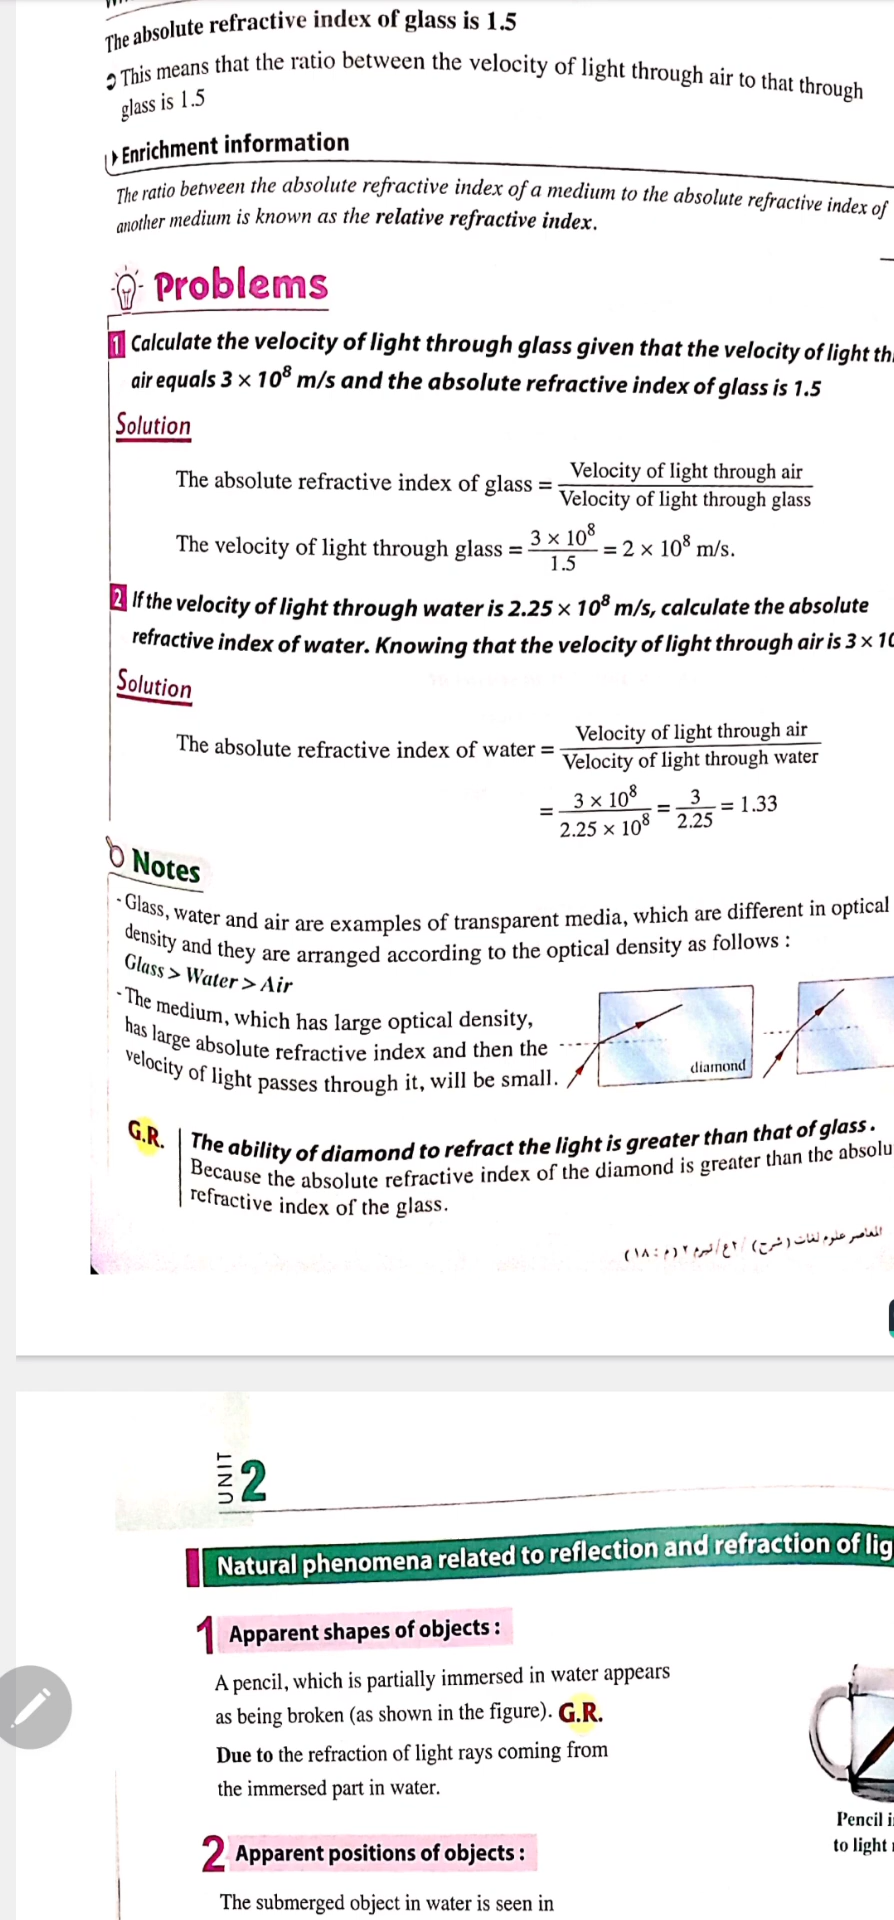 The absolute refractive index of glass is 1.5
This means that the ratio between the velocity of light through air to that through
glass is 1.5
Enrichment information
The ratio between the absolute refractive index of a medium to the absolute refractive index of
another medium is known as the relative refractive index.
Problems
1 Calculate the velocity of light through glass given that the velocity of light th
air equals 3 × 10⁸ m/s and the absolute refractive index of glass is 1.5
Solution
The absolute refractive index of glass = Velocity of light through air / Velocity of light through glass
The velocity of light through glass = 3 × 10⁸ / 1.5 = 2 × 10⁸ m/s.
2 If the velocity of light through water is 2.25 × 10⁸ m/s, calculate the absolute
refractive index of water. Knowing that the velocity of light through air is 3 × 10
Solution
The absolute refractive index of water = Velocity of light through air / Velocity of light through water
= 3 × 10⁸ / 2.25 × 10⁸ = 3 / 2.25 = 1.33
Notes
- Glass, water and air are examples of transparent media, which are different in optical
density and they are arranged according to the optical density as follows :
Glass > Water > Air
- The medium, which has large optical density,
has large absolute refractive index and then the
velocity of light passes through it, will be small.
diamond
G.R. The ability of diamond to refract the light is greater than that of glass.
Because the absolute refractive index of the diamond is greater than the absolu
refractive index of the glass.
المعاصر علوم لغات (شرح) / ٢ع / تيرم ٢ (م : ١٨)
UNIT 2
Natural phenomena related to reflection and refraction of lig
1 Apparent shapes of objects :
A pencil, which is partially immersed in water appears
as being broken (as shown in the figure). G.R.
Due to the refraction of light rays coming from
the immersed part in water.
Pencil i
to light
2 Apparent positions of objects :
The submerged object in water is seen in